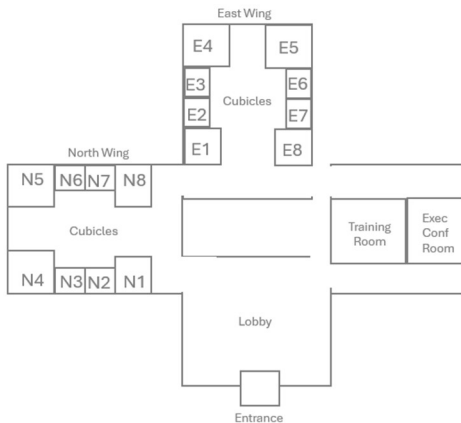 East Wing
E4
E5
E3
E6
Cubicles
E2
E7
E1
E8
North Wing
N5
N6
N7
N8
Cubicles
N4
N3
N2
N1
Training
Room
Exec
Conf
Room
Lobby
Entrance